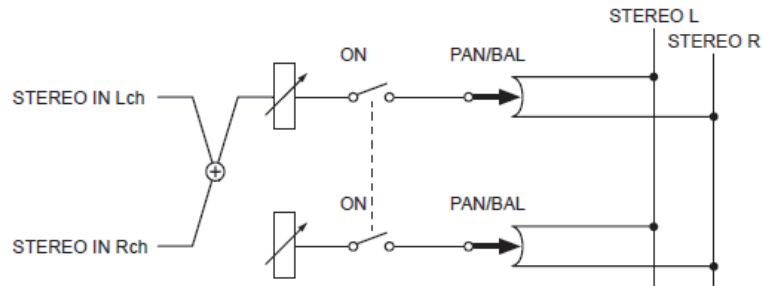 STEREO L
STEREO R
ON
PAN/BAL
STEREO IN Lch
ON
PAN/BAL
STEREO IN Rch